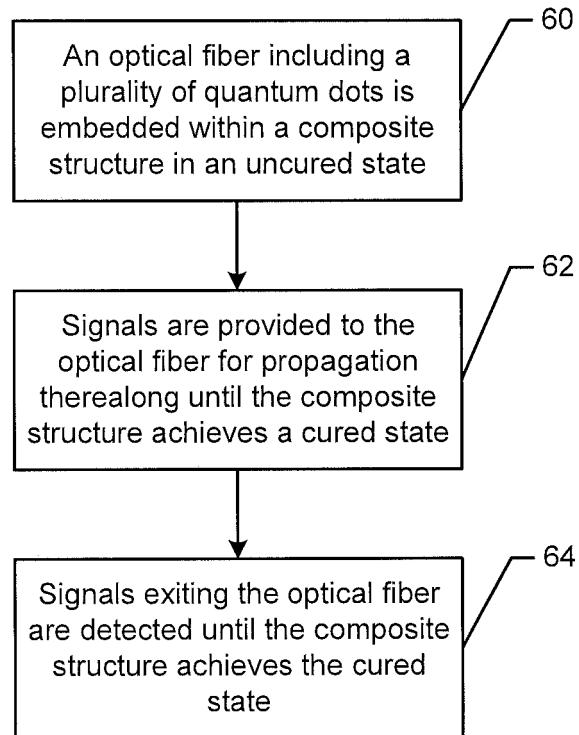 60
An optical fiber including a
plurality of quantum dots is
embedded within a composite
structure in an uncured state
62
Signals are provided to the
optical fiber for propagation
therealong until the composite
structure achieves a cured state
64
Signals exiting the optical fiber
are detected until the composite
structure achieves the cured
state